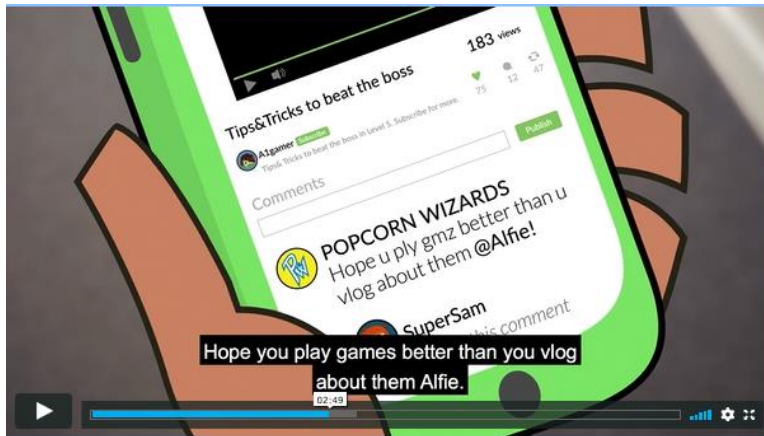 183 views
Tips&Tricks to beat the boss
75 12 47
A1gamer Subscribe
Tips& Tricks to beat the boss in Level 5. Subscribe for more.
Comments
Publish
POPCORN WIZARDS
Hope u ply gmz better than u
vlog about them @Alfie!
SuperSam
this comment
Hope you play games better than you vlog
about them Alfie.
02:49